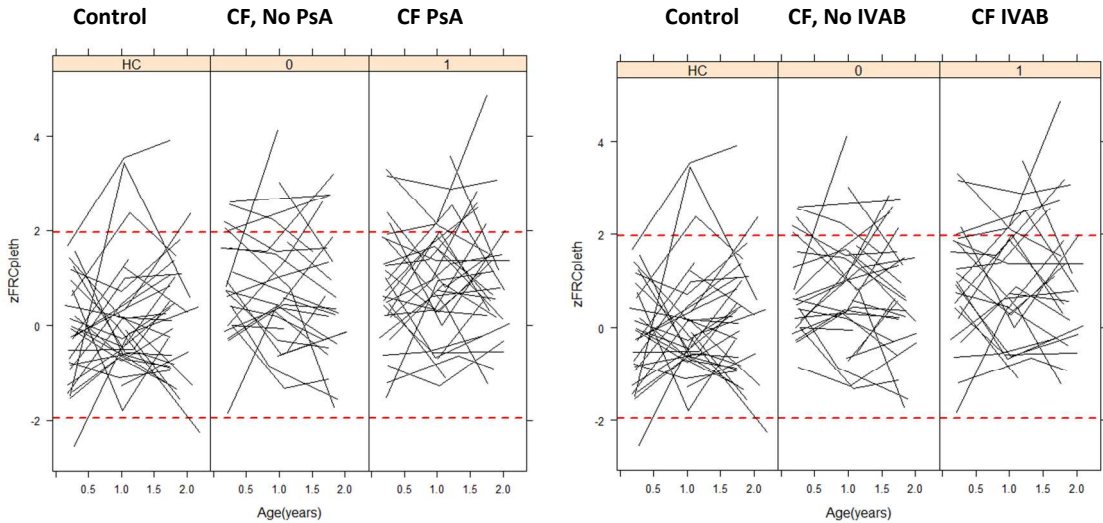 Control CF, No PsA CF PsA
HC 0 1
zFRCpleth
4
2
0
-2
0.5 1.0 1.5 2.0 0.5 1.0 1.5 2.0 0.5 1.0 1.5 2.0
Age(years)
Control CF, No IVAB CF IVAB
HC 0 1
zFRCpleth
4
2
0
-2
0.5 1.0 1.5 2.0 0.5 1.0 1.5 2.0 0.5 1.0 1.5 2.0
Age(years)